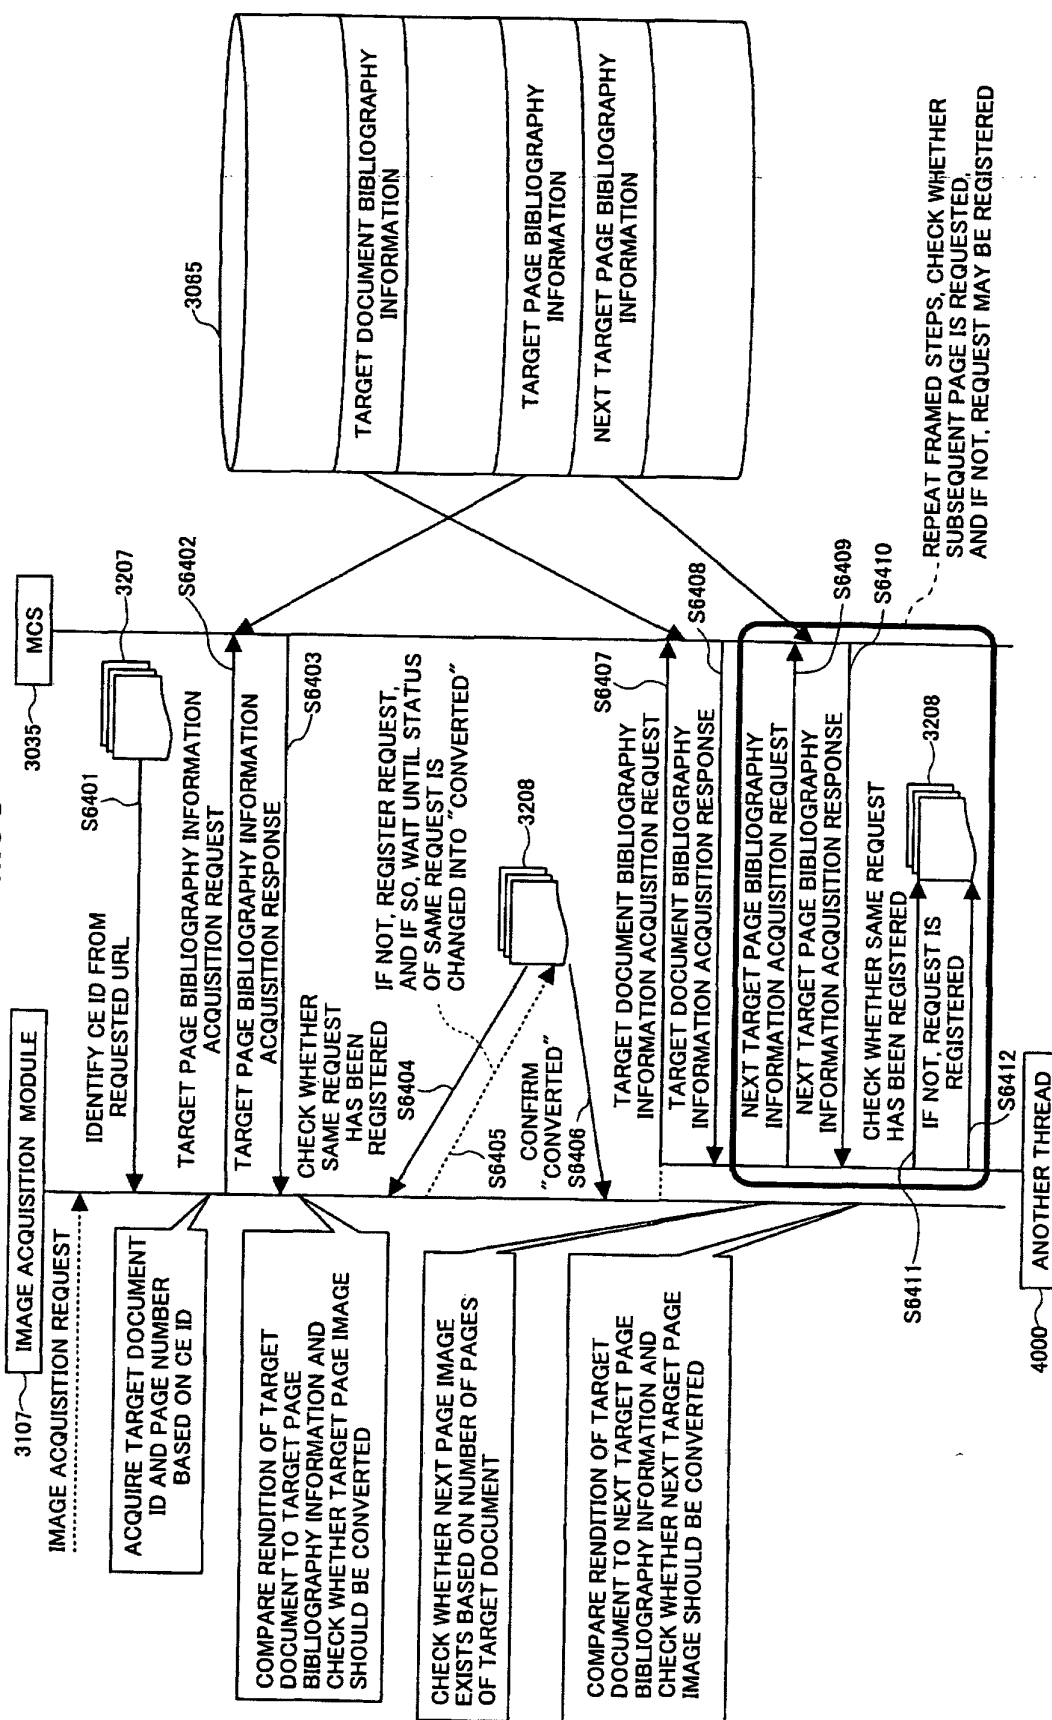 3107
IMAGE ACQUISITION MODULE
3035
MCS
IMAGE ACQUISITION REQUEST
S6401
3207
IDENTIFY CE ID FROM
REQUESTED URL
ACQUIRE TARGET DOCUMENT
ID AND PAGE NUMBER
BASED ON CE ID
TARGET PAGE BIBLIOGRAPHY INFORMATION
ACQUISITION REQUEST
S6402
TARGET PAGE BIBLIOGRAPHY INFORMATION
ACQUISITION RESPONSE
S6403
COMPARE RENDITION OF TARGET
DOCUMENT TO TARGET PAGE
BIBLIOGRAPHY INFORMATION AND
CHECK WHETHER TARGET PAGE IMAGE
SHOULD BE CONVERTED
CHECK WHETHER
SAME REQUEST
HAS BEEN
REGISTERED
S6404
IF NOT, REGISTER REQUEST,
AND IF SO, WAIT UNTIL STATUS
OF SAME REQUEST IS
CHANGED INTO "CONVERTED"
3208
S6405
CONFIRM
"CONVERTED"
S6406
CHECK WHETHER NEXT PAGE IMAGE
EXISTS BASED ON NUMBER OF PAGES
OF TARGET DOCUMENT
TARGET DOCUMENT BIBLIOGRAPHY
INFORMATION ACQUISITION REQUEST
S6407
TARGET DOCUMENT BIBLIOGRAPHY
INFORMATION ACQUISITION RESPONSE
S6408
COMPARE RENDITION OF TARGET
DOCUMENT TO NEXT TARGET PAGE
BIBLIOGRAPHY INFORMATION AND
CHECK WHETHER NEXT TARGET PAGE
IMAGE SHOULD BE CONVERTED
NEXT TARGET PAGE BIBLIOGRAPHY
INFORMATION ACQUISITION REQUEST
S6409
NEXT TARGET PAGE BIBLIOGRAPHY
INFORMATION ACQUISITION RESPONSE
S6410
CHECK WHETHER SAME REQUEST
HAS BEEN REGISTERED
3208
S6411
IF NOT, REQUEST IS
REGISTERED
S6412
4000
ANOTHER THREAD
REPEAT FRAMED STEPS, CHECK WHETHER
SUBSEQUENT PAGE IS REQUESTED,
AND IF NOT, REQUEST MAY BE REGISTERED
3065
TARGET DOCUMENT BIBLIOGRAPHY
INFORMATION
TARGET PAGE BIBLIOGRAPHY
INFORMATION
NEXT TARGET PAGE BIBLIOGRAPHY
INFORMATION